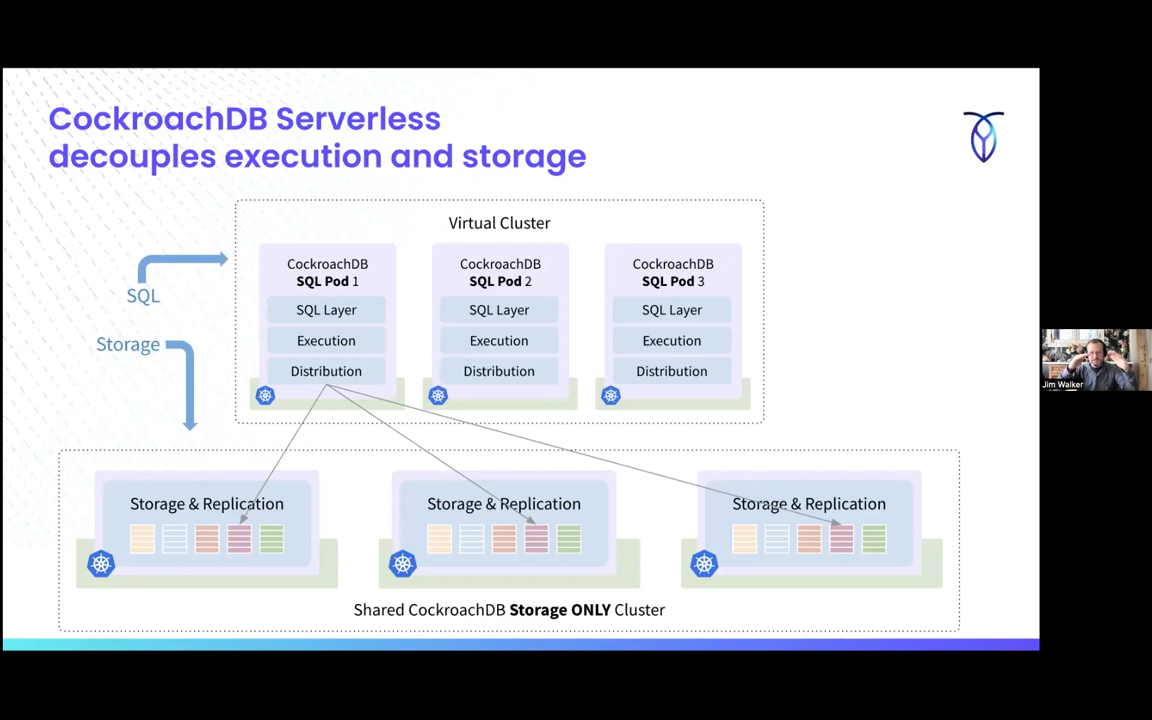 CockroachDB Serverless
decouples execution and storage
Virtual Cluster
SQL
Storage
CockroachDB
SQL Pod 1
SQL Layer
Execution
Distribution
CockroachDB
SQL Pod 2
SQL Layer
Execution
Distribution
CockroachDB
SQL Pod 3
SQL Layer
Execution
Distribution
Storage & Replication
Storage & Replication
Storage & Replication
Shared CockroachDB Storage ONLY Cluster
Jim Walker